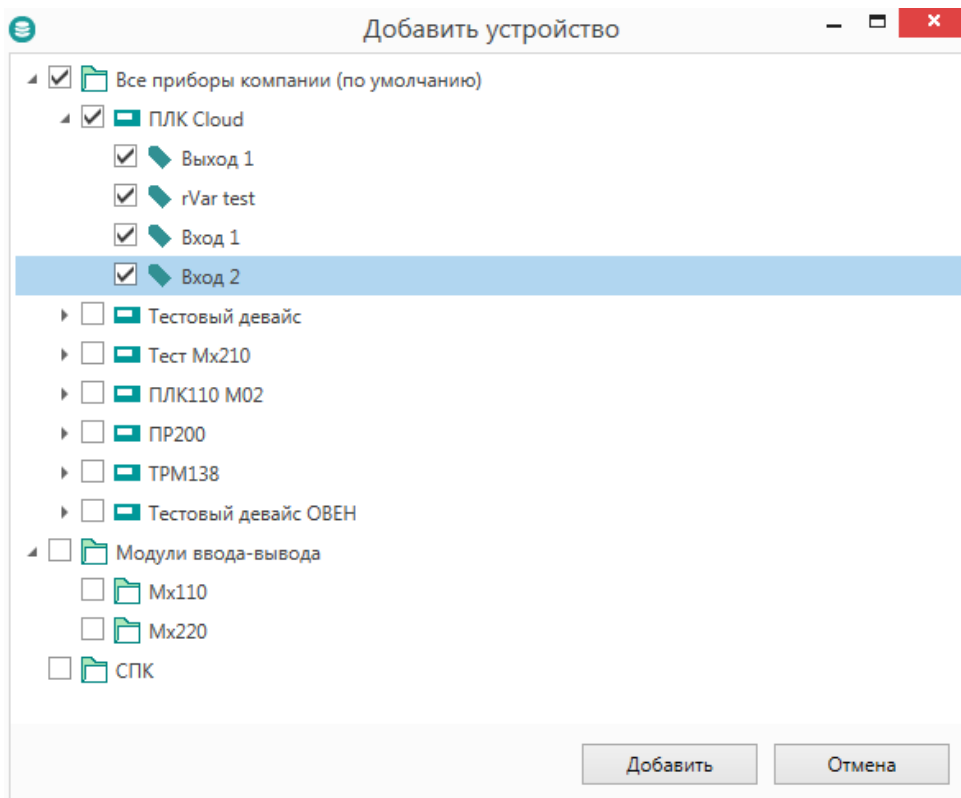 Добавить устройство
Все приборы компании (по умолчанию)
ПЛК Cloud
Выход 1
rVar test
Вход 1
Вход 2
Тестовый девайс
Тест Мх210
ПЛК110 М02
ПР200
ТРМ138
Тестовый девайс ОВЕН
Модули ввода-вывода
Мх110
Мх220
СПК
Добавить
Отмена